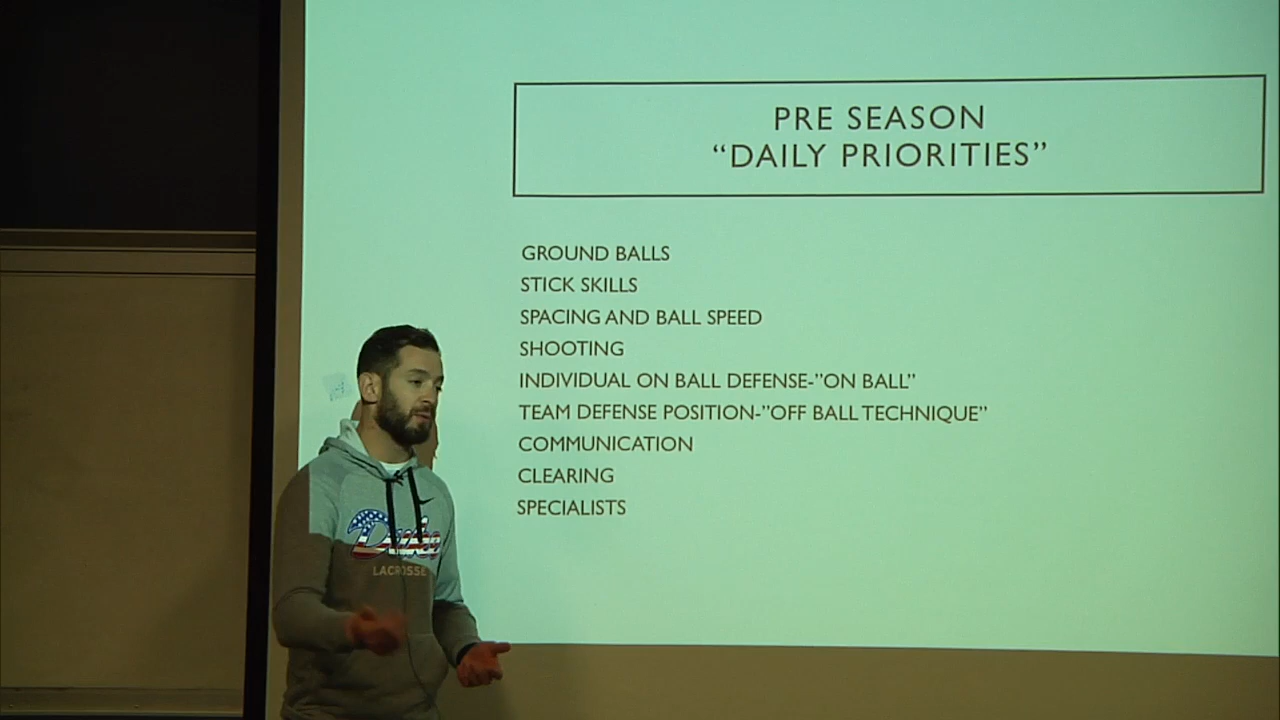 PRE SEASON
“DAILY PRIORITIES”
GROUND BALLS
STICK SKILLS
SPACING AND BALL SPEED
SHOOTING
INDIVIDUAL ON BALL DEFENSE-”ON BALL”
TEAM DEFENSE POSITION-”OFF BALL TECHNIQUE”
COMMUNICATION
CLEARING
SPECIALISTS
Duke
LACROSSE